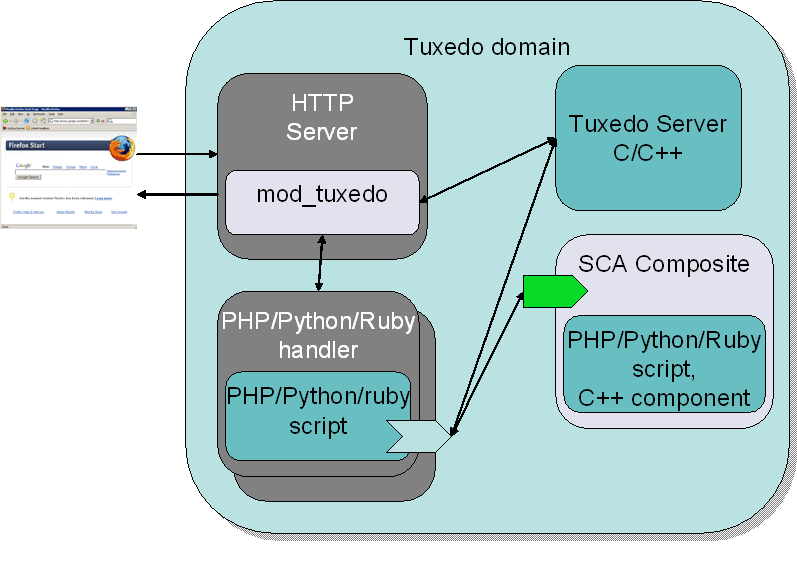 Tuxedo domain
HTTP
Server
mod_tuxedo
Tuxedo Server
C/C++
SCA Composite
PHP/Python/Ruby
script,
C++ component
PHP/Python/Ruby
handler
PHP/Python/ruby
script
Firefox Start
Google